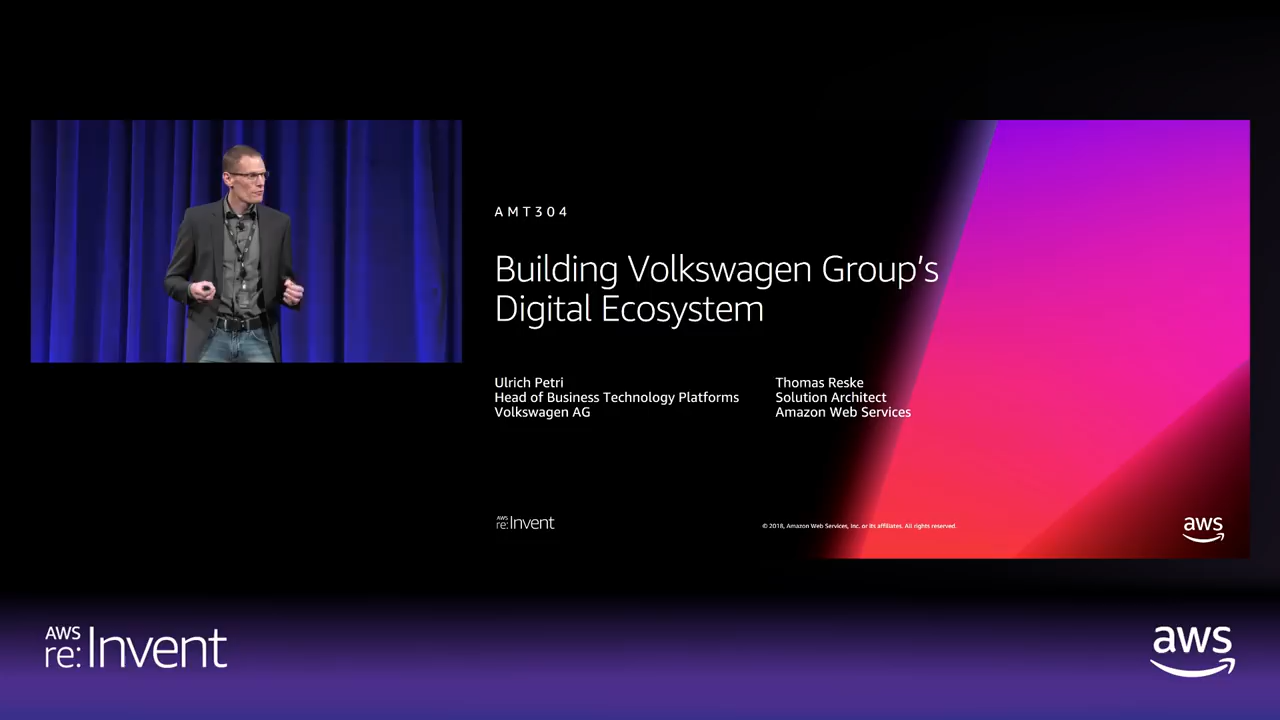 AMT304
Building Volkswagen Group's
Digital Ecosystem
Ulrich Petri
Head of Business Technology Platforms
Volkswagen AG
Thomas Reske
Solution Architect
Amazon Web Services
AWS
re:Invent
© 2018, Amazon Web Services, Inc. or its affiliates. All rights reserved.
aws
AWS
re:Invent
aws